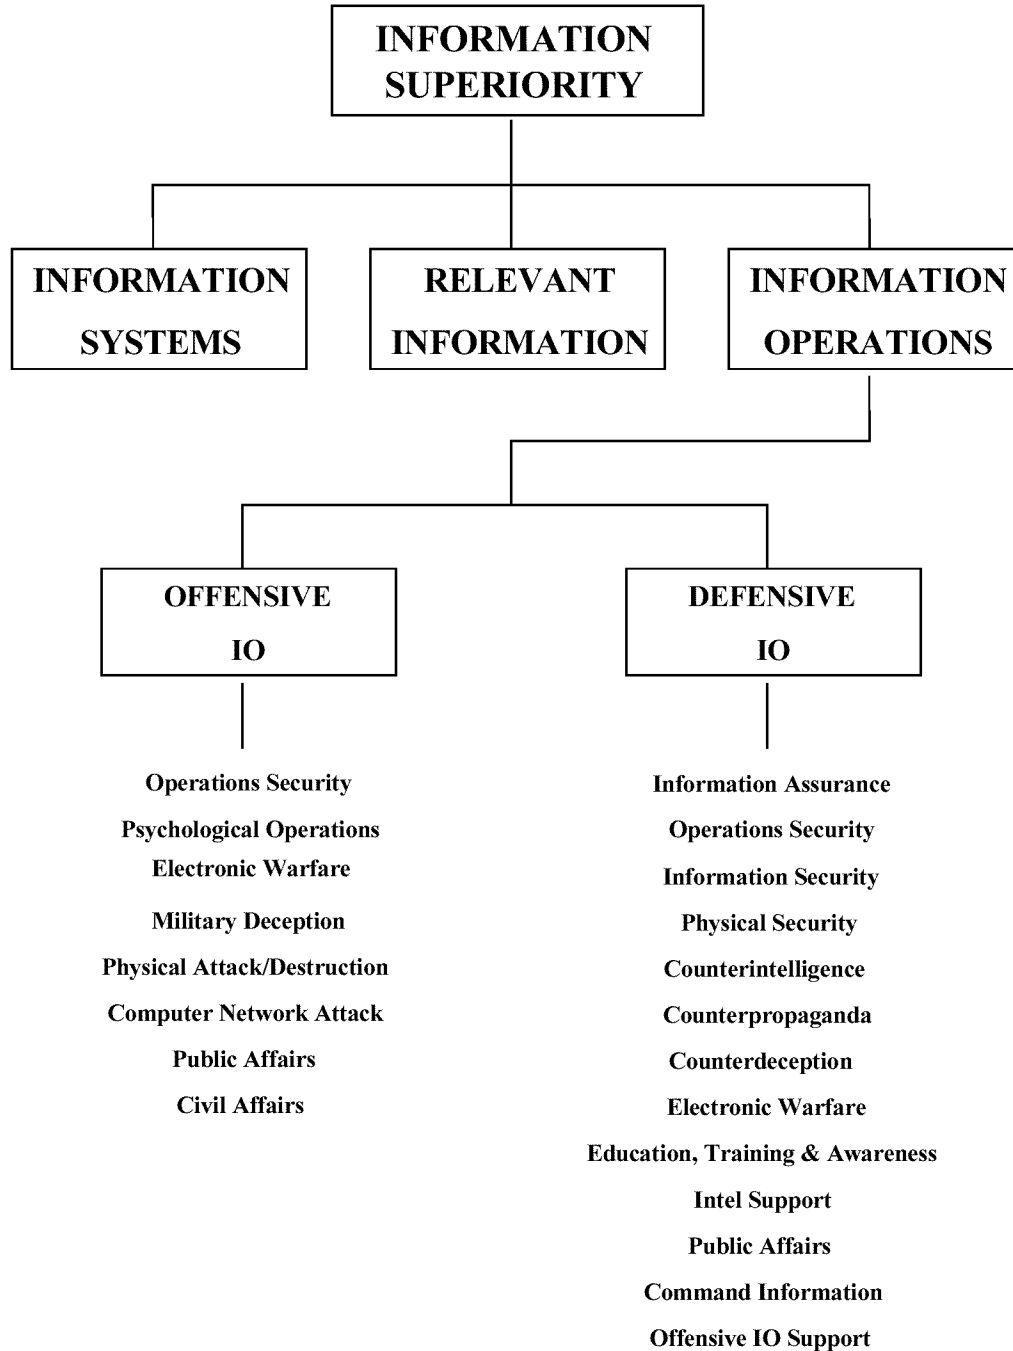 INFORMATION
SUPERIORITY
INFORMATION
SYSTEMS
RELEVANT
INFORMATION
INFORMATION
OPERATIONS
OFFENSIVE
IO
DEFENSIVE
IO
Operations Security
Psychological Operations
Electronic Warfare
Military Deception
Physical Attack/Destruction
Computer Network Attack
Public Affairs
Civil Affairs
Information Assurance
Operations Security
Information Security
Physical Security
Counterintelligence
Counterpropaganda
Counterdeception
Electronic Warfare
Education, Training & Awareness
Intel Support
Public Affairs
Command Information
Offensive IO Support